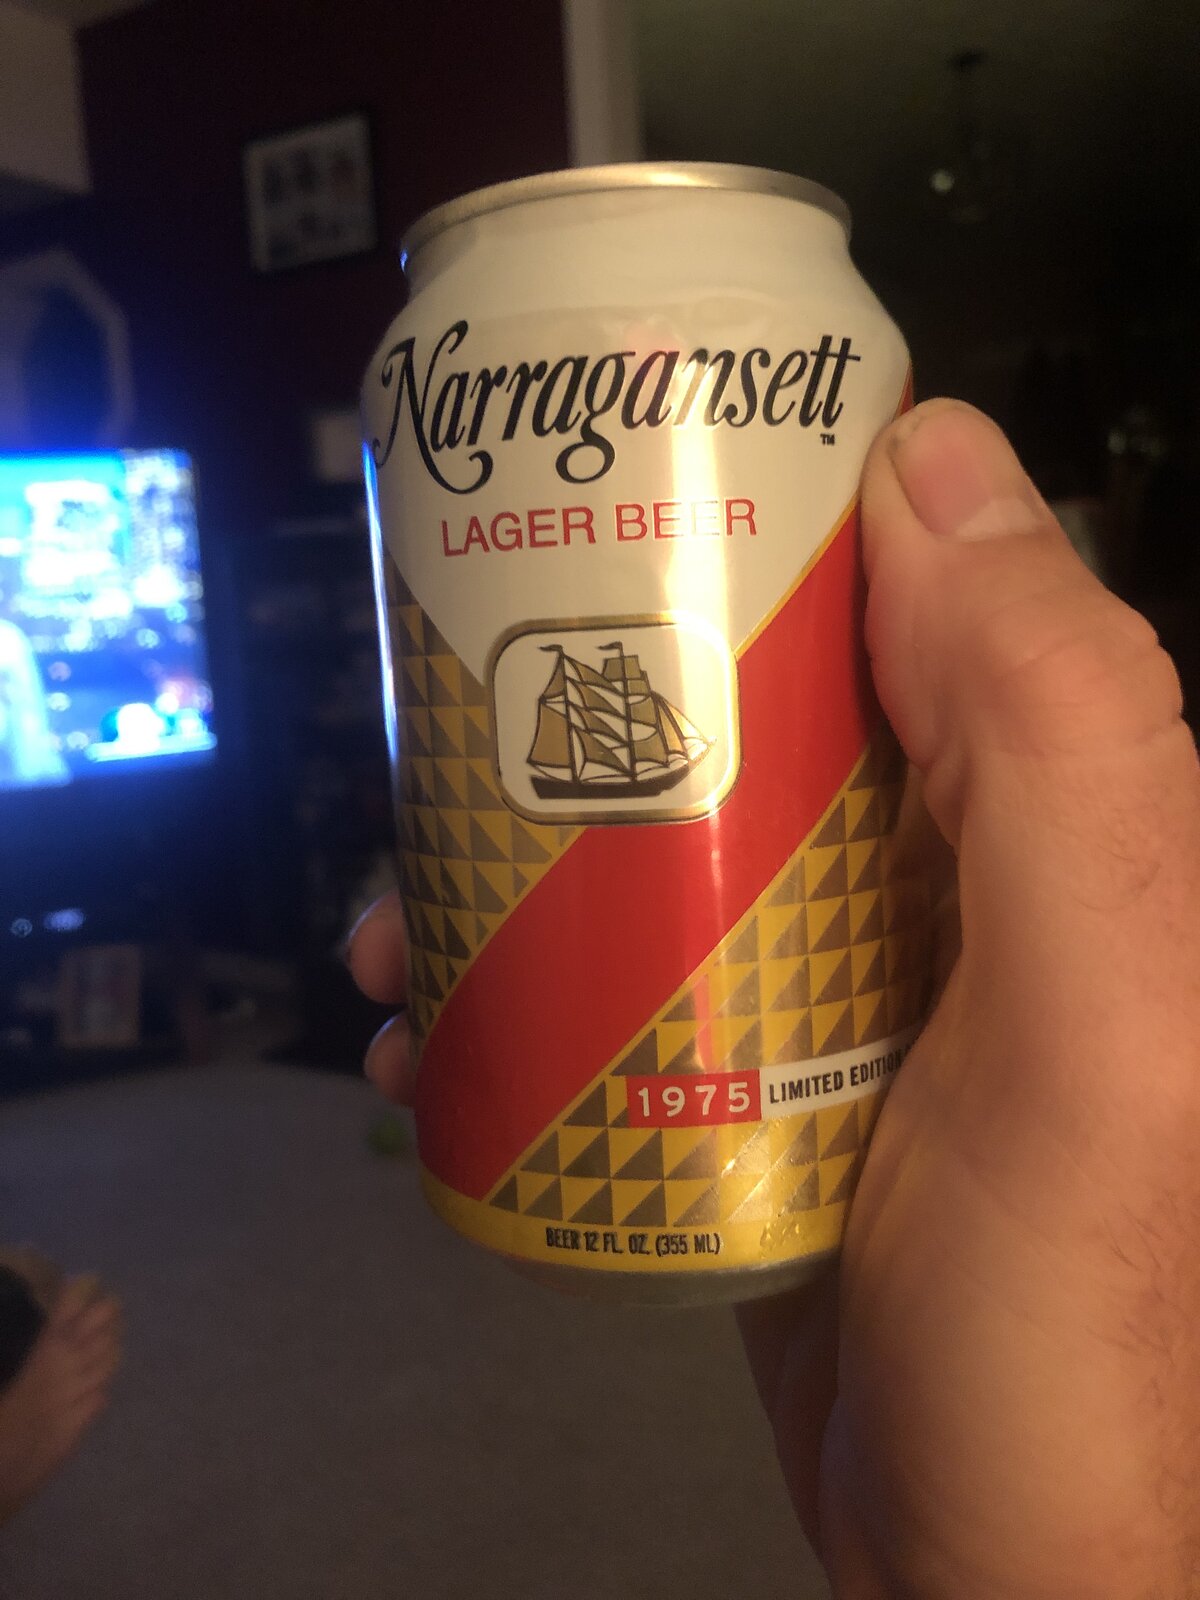 Narragansett
TM
LAGER BEER
1975 LIMITED EDITION
BEER 12 FL. OZ. (355 ML)